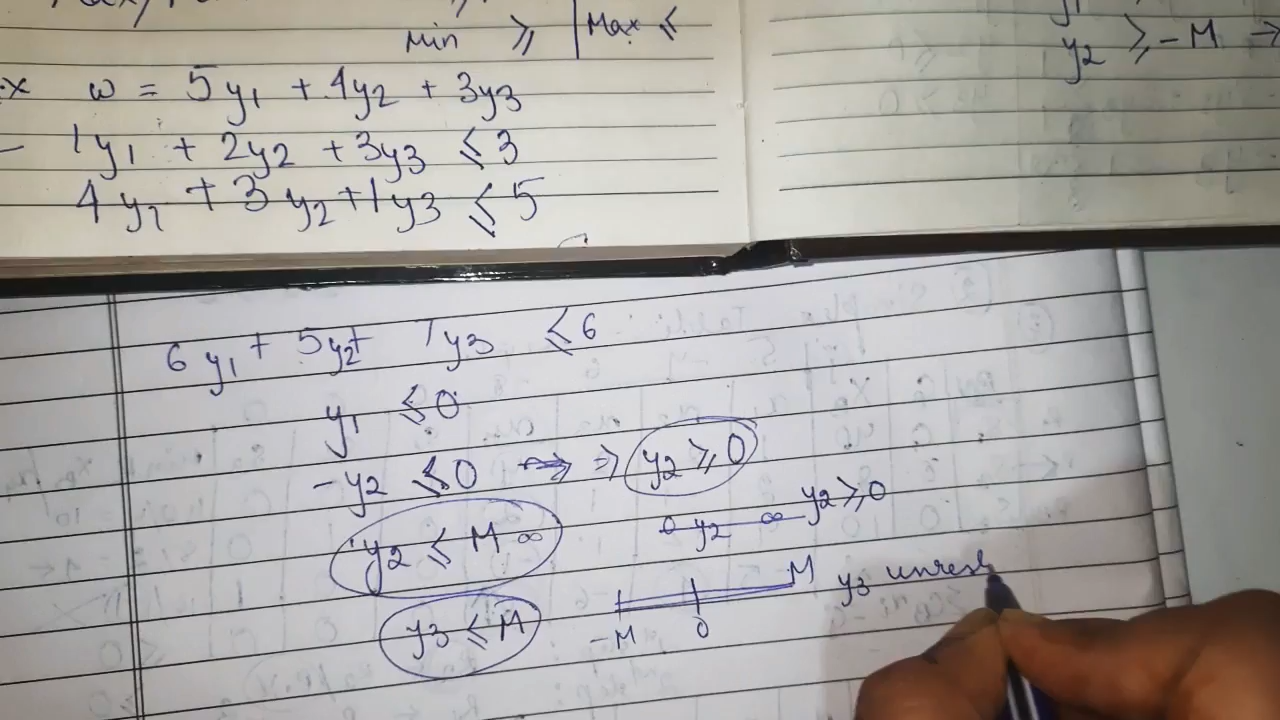 Min ≥ | Max ≤
y2 ≥ -M →
x w = 5y1 + 4y2 + 3y3
- 1y1 + 2y2 + 3y3 ≤ 3
4y1 + 3y2 + 1y3 ≤ 5
6y1 + 5y2 + 7y3 ≤ 6
y1 ≤ 0
-y2 ≤ 0 ⇒ y2 ≥ 0
0 y2 ∞ y2 ≥ 0
y2 ≤ M ∞
y3 ≤ M
-M 0 M y3 unrest